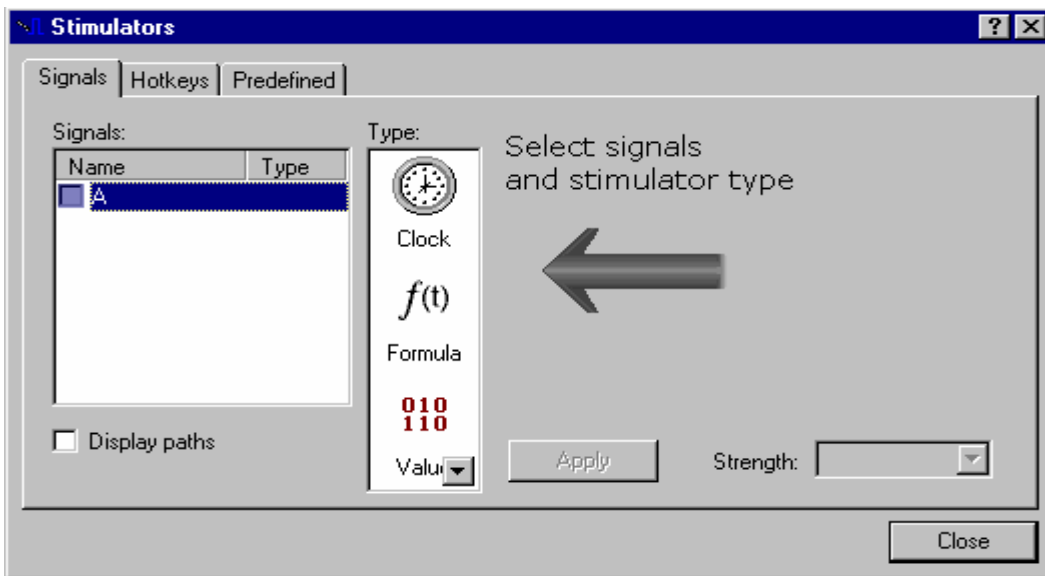 Stimulators
Signals Hotkeys Predefined
Signals:
Name Type
A
Display paths
Type:
Clock
f(t)
Formula
010
110
Select signals
and stimulator type
Apply
Strength:
Close